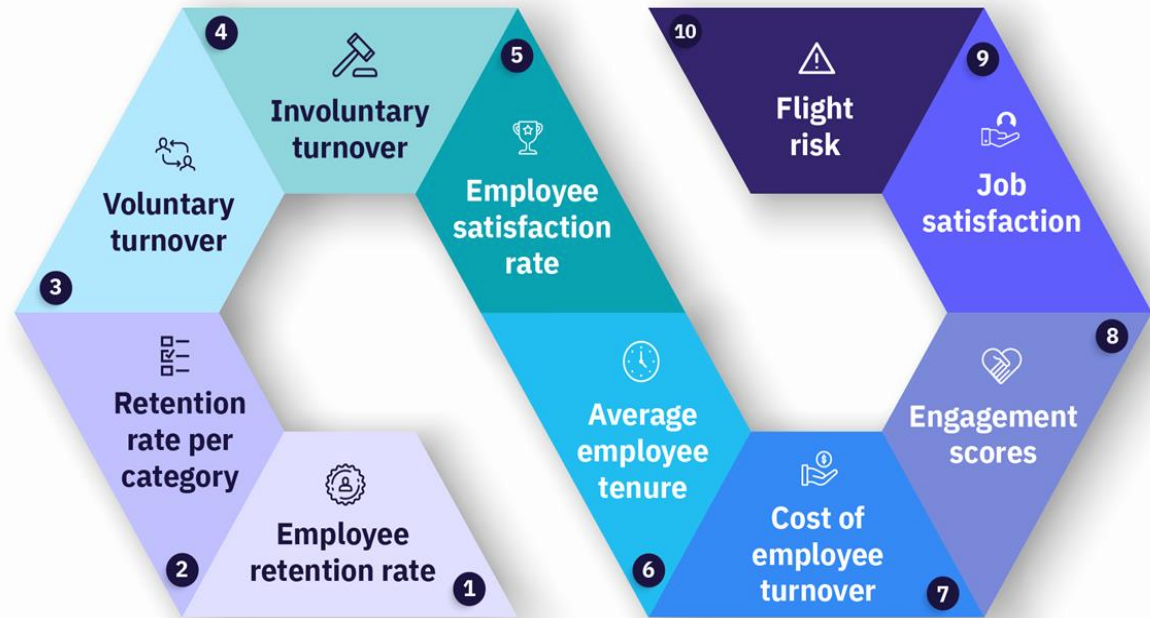 1
Employee
retention rate
2
Retention
rate per
category
3
Voluntary
turnover
4
Involuntary
turnover
5
Employee
satisfaction
rate
6
Average
employee
tenure
7
Cost of
employee
turnover
8
Engagement
scores
9
Job
satisfaction
10
Flight
risk